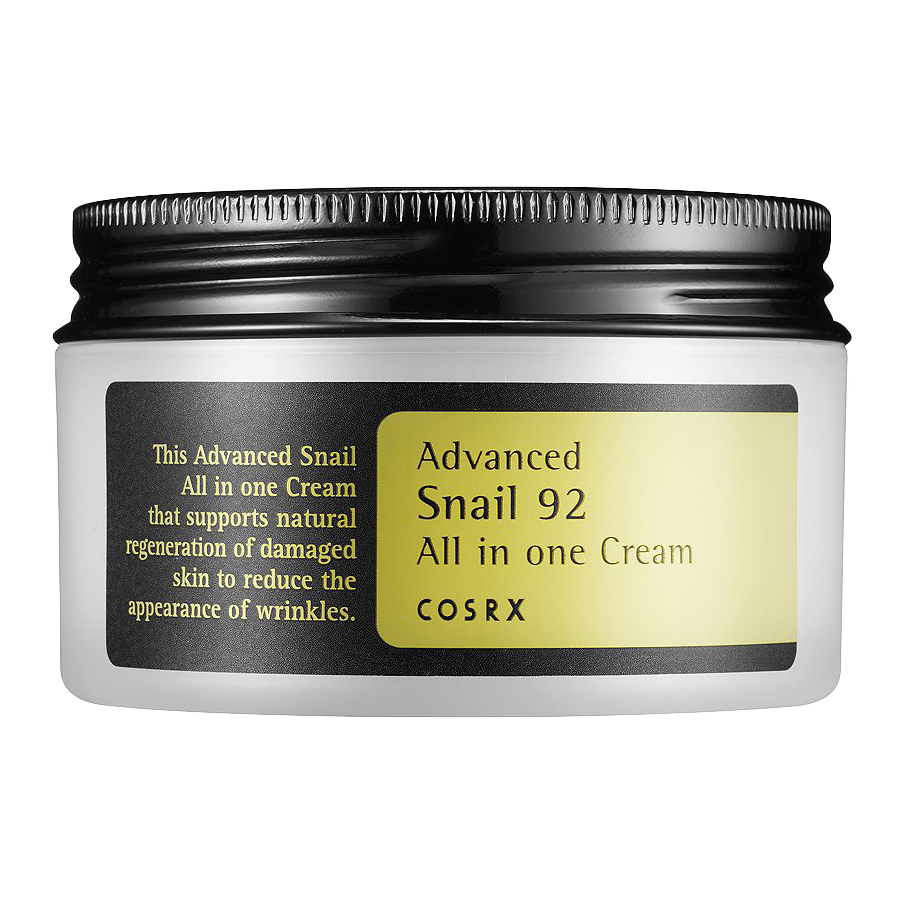 This Advanced Snail
All in one Cream
that supports natural
regeneration of damaged
skin to reduce the
appearance of wrinkles.
Advanced
Snail 92
All in one Cream
COSRX